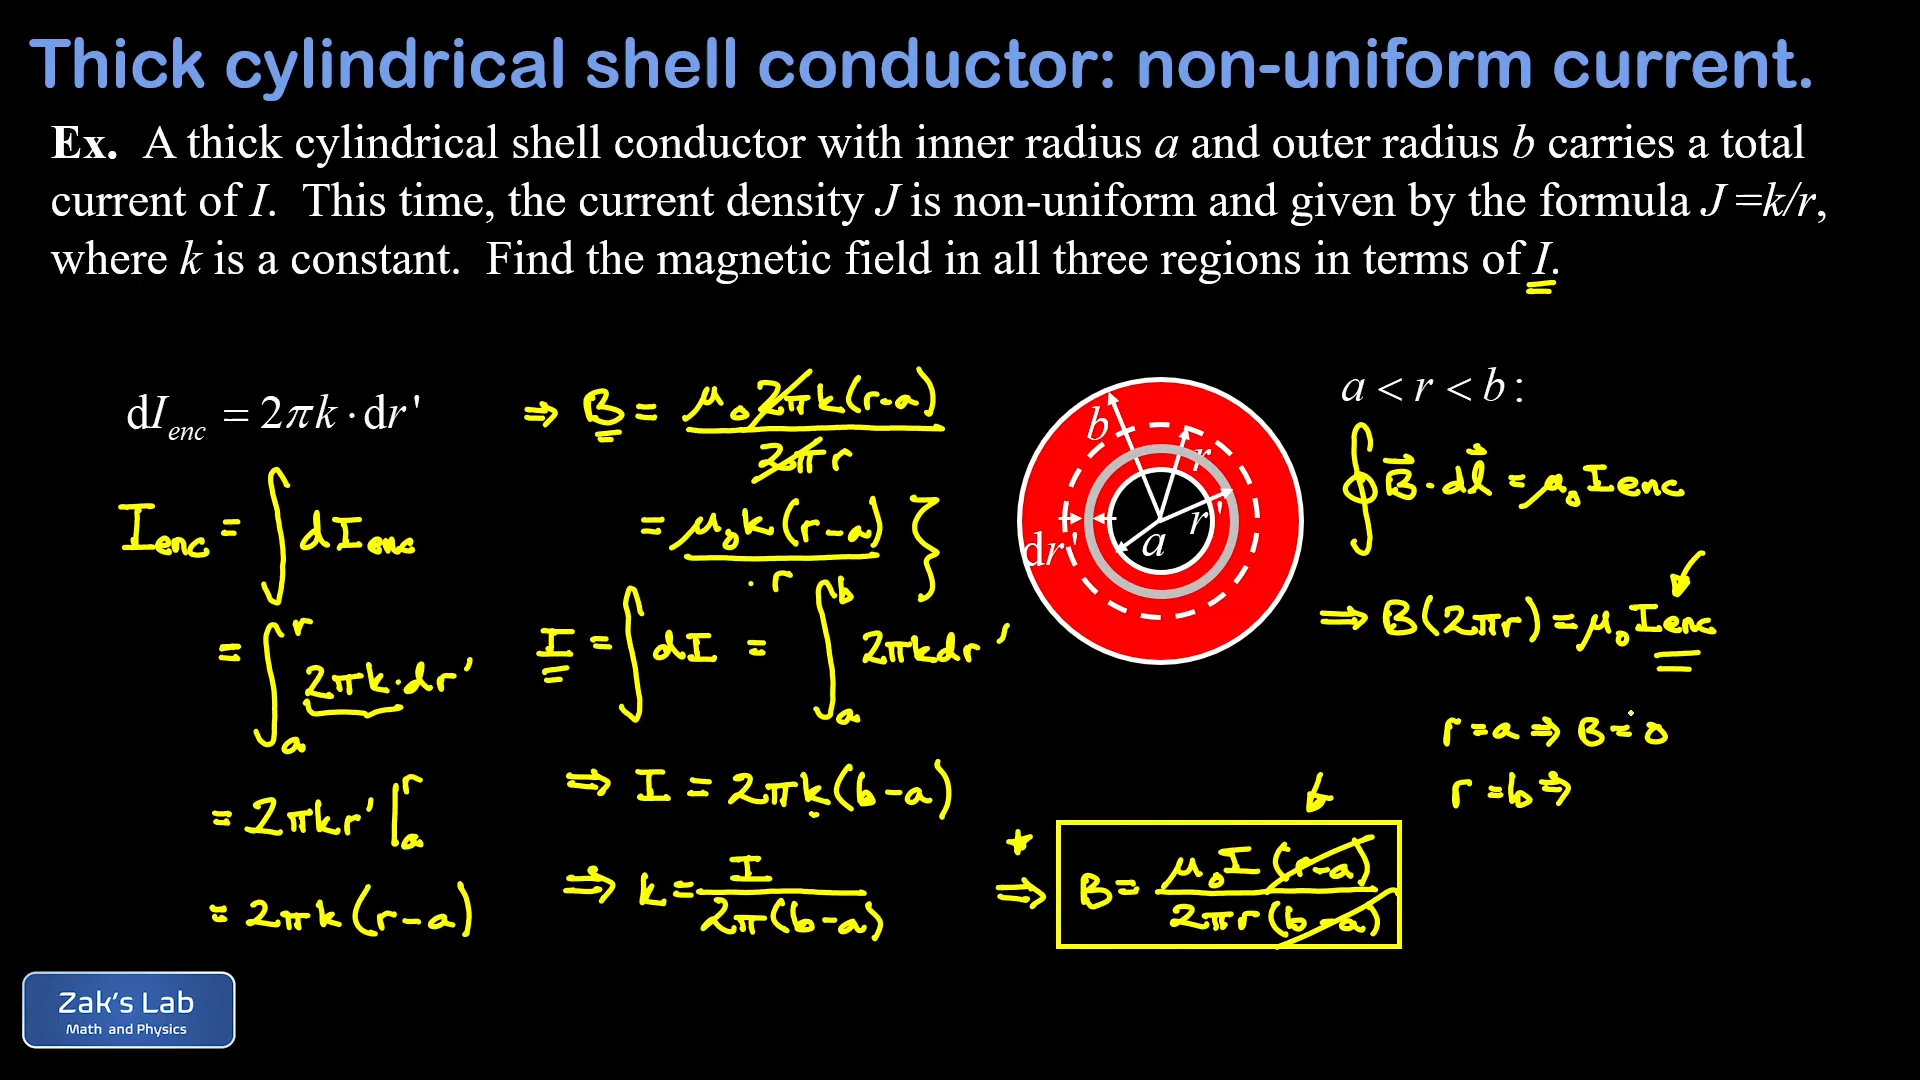 Thick cylindrical shell conductor: non-uniform current.
Ex. A thick cylindrical shell conductor with inner radius a and outer radius b carries a total
current of I. This time, the current density J is non-uniform and given by the formula J =k/r,
where k is a constant. Find the magnetic field in all three regions in terms of I.
dI_enc = 2πk · dr'
I_enc = ∫ dI_enc
= ∫_a^r 2πk · dr'
= 2πkr' |_a^r
= 2πk(r-a)
⇒ B = μ₀2πk(r-a) / 2πr
= μ₀k(r-a) / r }
I = ∫ dI = ∫_a^b 2πkdr'
⇒ I = 2πk(b-a)
⇒ k = I / 2π(b-a)
b
r
r'
a
dr'
a < r < b:
∮ B⃗ · dl⃗ = μ₀ I_enc
⇒ B(2πr) = μ₀ I_enc
r = a ⇒ B = 0
r = b ⇒
b
⇒ B = μ₀I(r-a) / 2πr(b-a)
Zak's Lab
Math and Physics